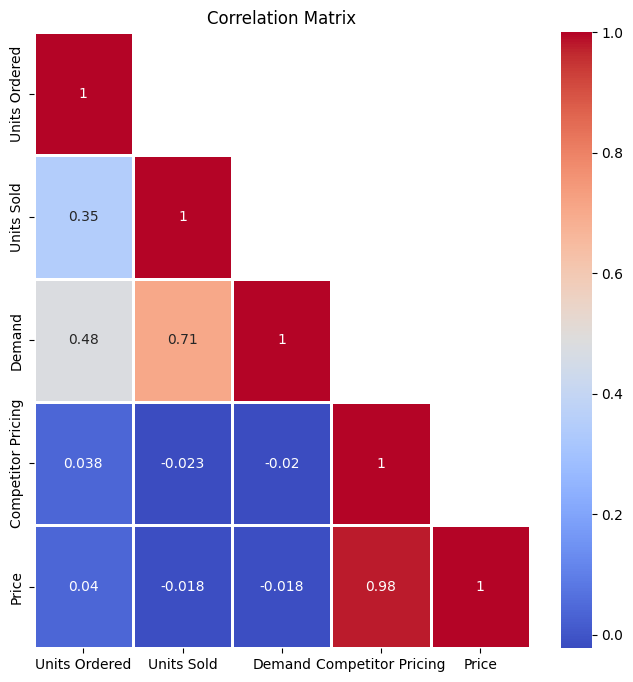 Correlation Matrix
Units Ordered
1
Units Sold
0.35 1
Demand
0.48 0.71 1
Competitor Pricing
0.038 -0.023 -0.02 1
Price
0.04 -0.018 -0.018 0.98 1
Units Ordered Units Sold Demand Competitor Pricing Price
1.0
0.8
0.6
0.4
0.2
0.0